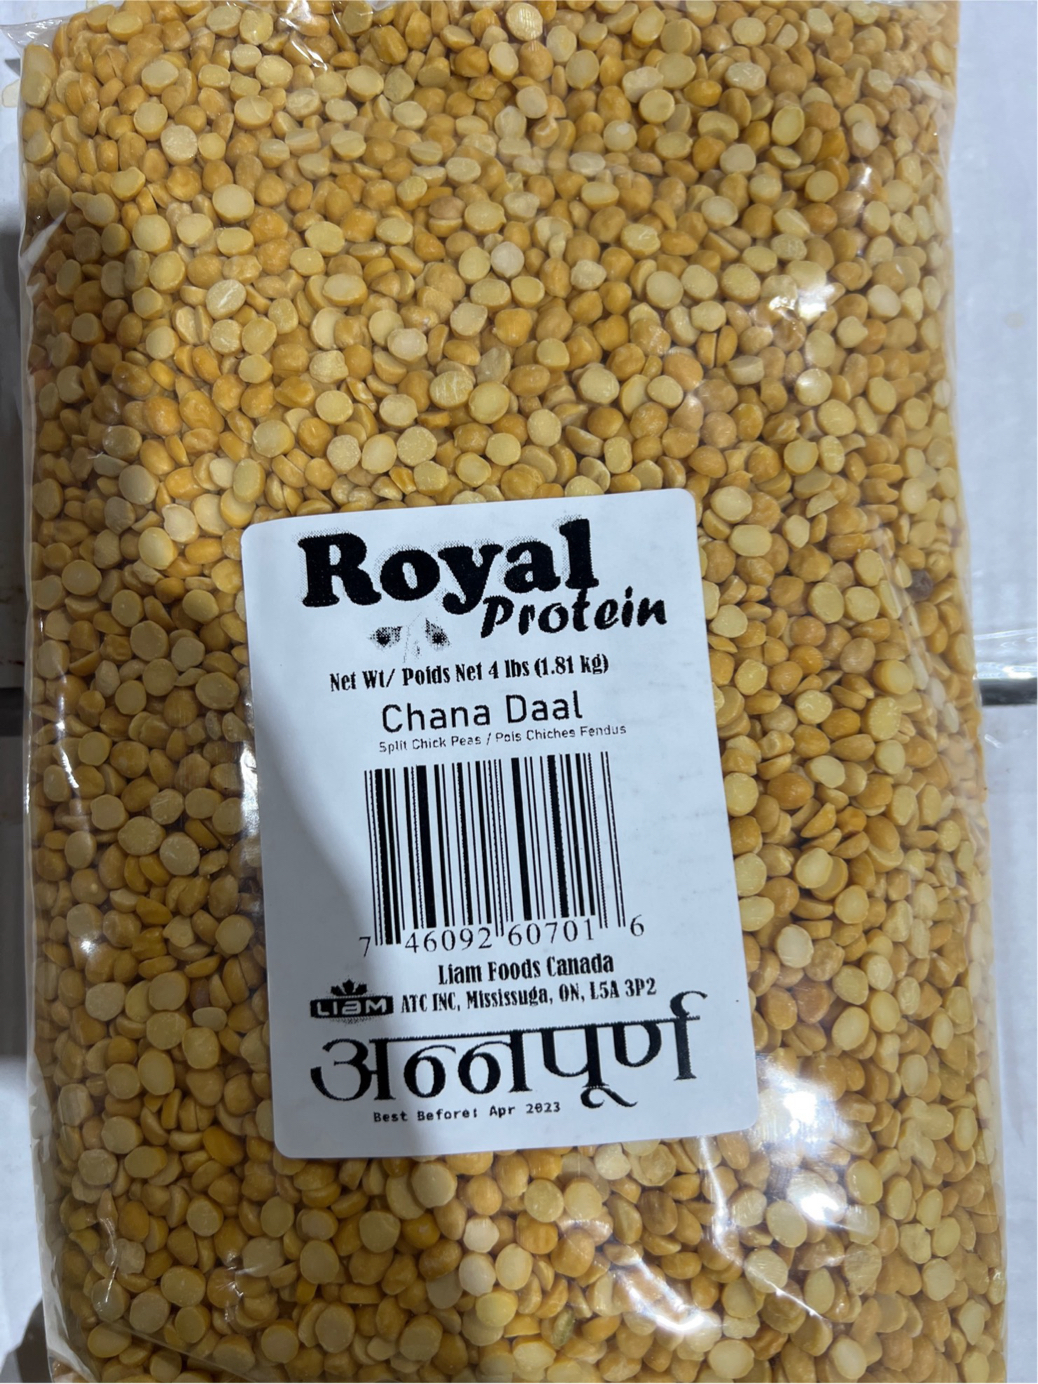 Royal
Protein
Net Wt/ Poids Net 4 lbs (1.81 kg)
Chana Daal
Split Chick Peas / Pois Chiches Fendus
7 46092 60701 6
Liam Foods Canada
LIAM ATC INC, Mississuga, ON, L5A 3P2
अन्नपूर्ण
Best Before: Apr 2023